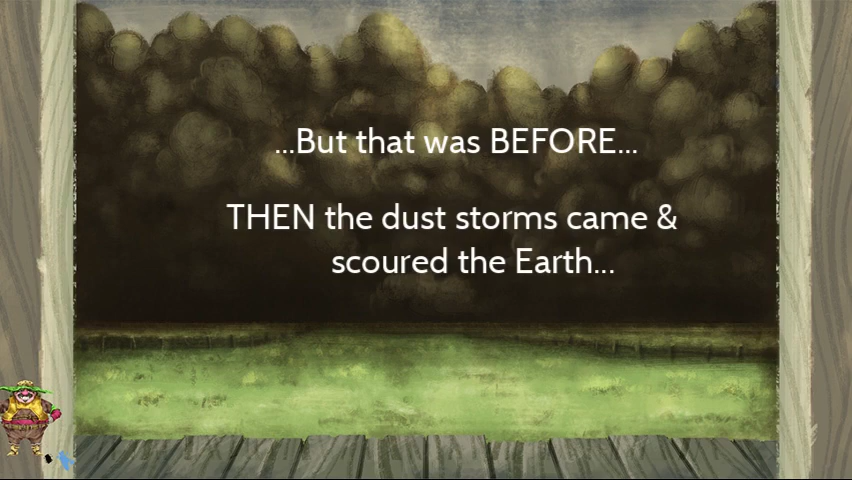 ...But that was BEFORE...
THEN the dust storms came &
scoured the Earth...